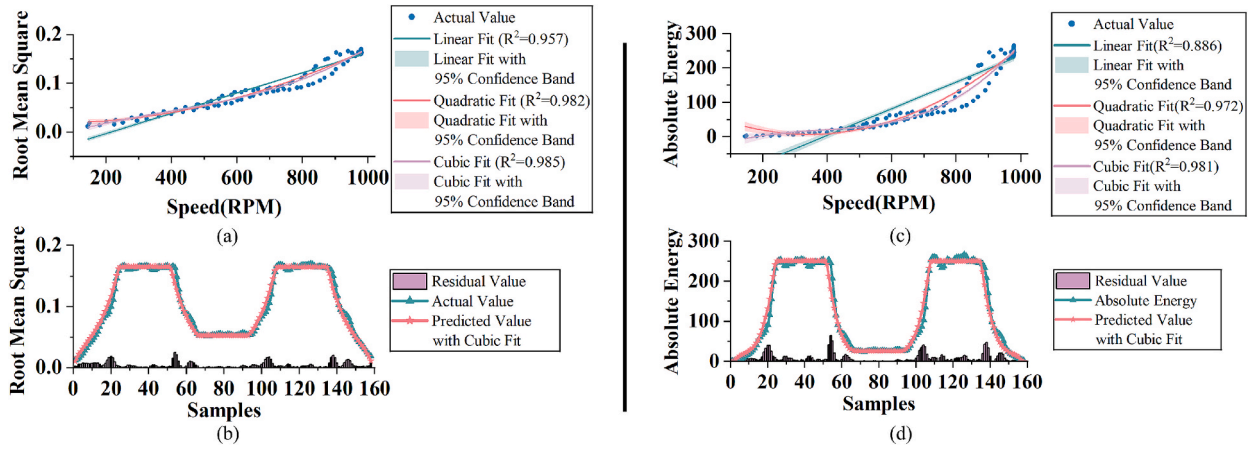 Root Mean Square
0.2
0.1
0.0
200 400 600 800 1000
Speed(RPM)
Actual Value
Linear Fit (R²=0.957)
Linear Fit with
95% Confidence Band
Quadratic Fit (R²=0.982)
Quadratic Fit with
95% Confidence Band
Cubic Fit (R²=0.985)
Cubic Fit with
95% Confidence Band
(a)
Root Mean Square
0.2
0.1
0.0
0 20 40 60 80 100 120 140 160
Samples
Residual Value
Actual Value
Predicted Value
with Cubic Fit
(b)
Absolute Energy
300
200
100
0
200 400 600 800 1000
Speed(RPM)
Actual Value
Linear Fit(R²=0.886)
Linear Fit with
95% Confidence Band
Quadratic Fit(R²=0.972)
Quadratic Fit with
95% Confidence Band
Cubic Fit(R²=0.981)
Cubic Fit with
95% Confidence Band
(c)
Absolute Energy
300
200
100
0
0 20 40 60 80 100 120 140 160
Samples
Residual Value
Absolute Energy
Predicted Value
with Cubic Fit
(d)